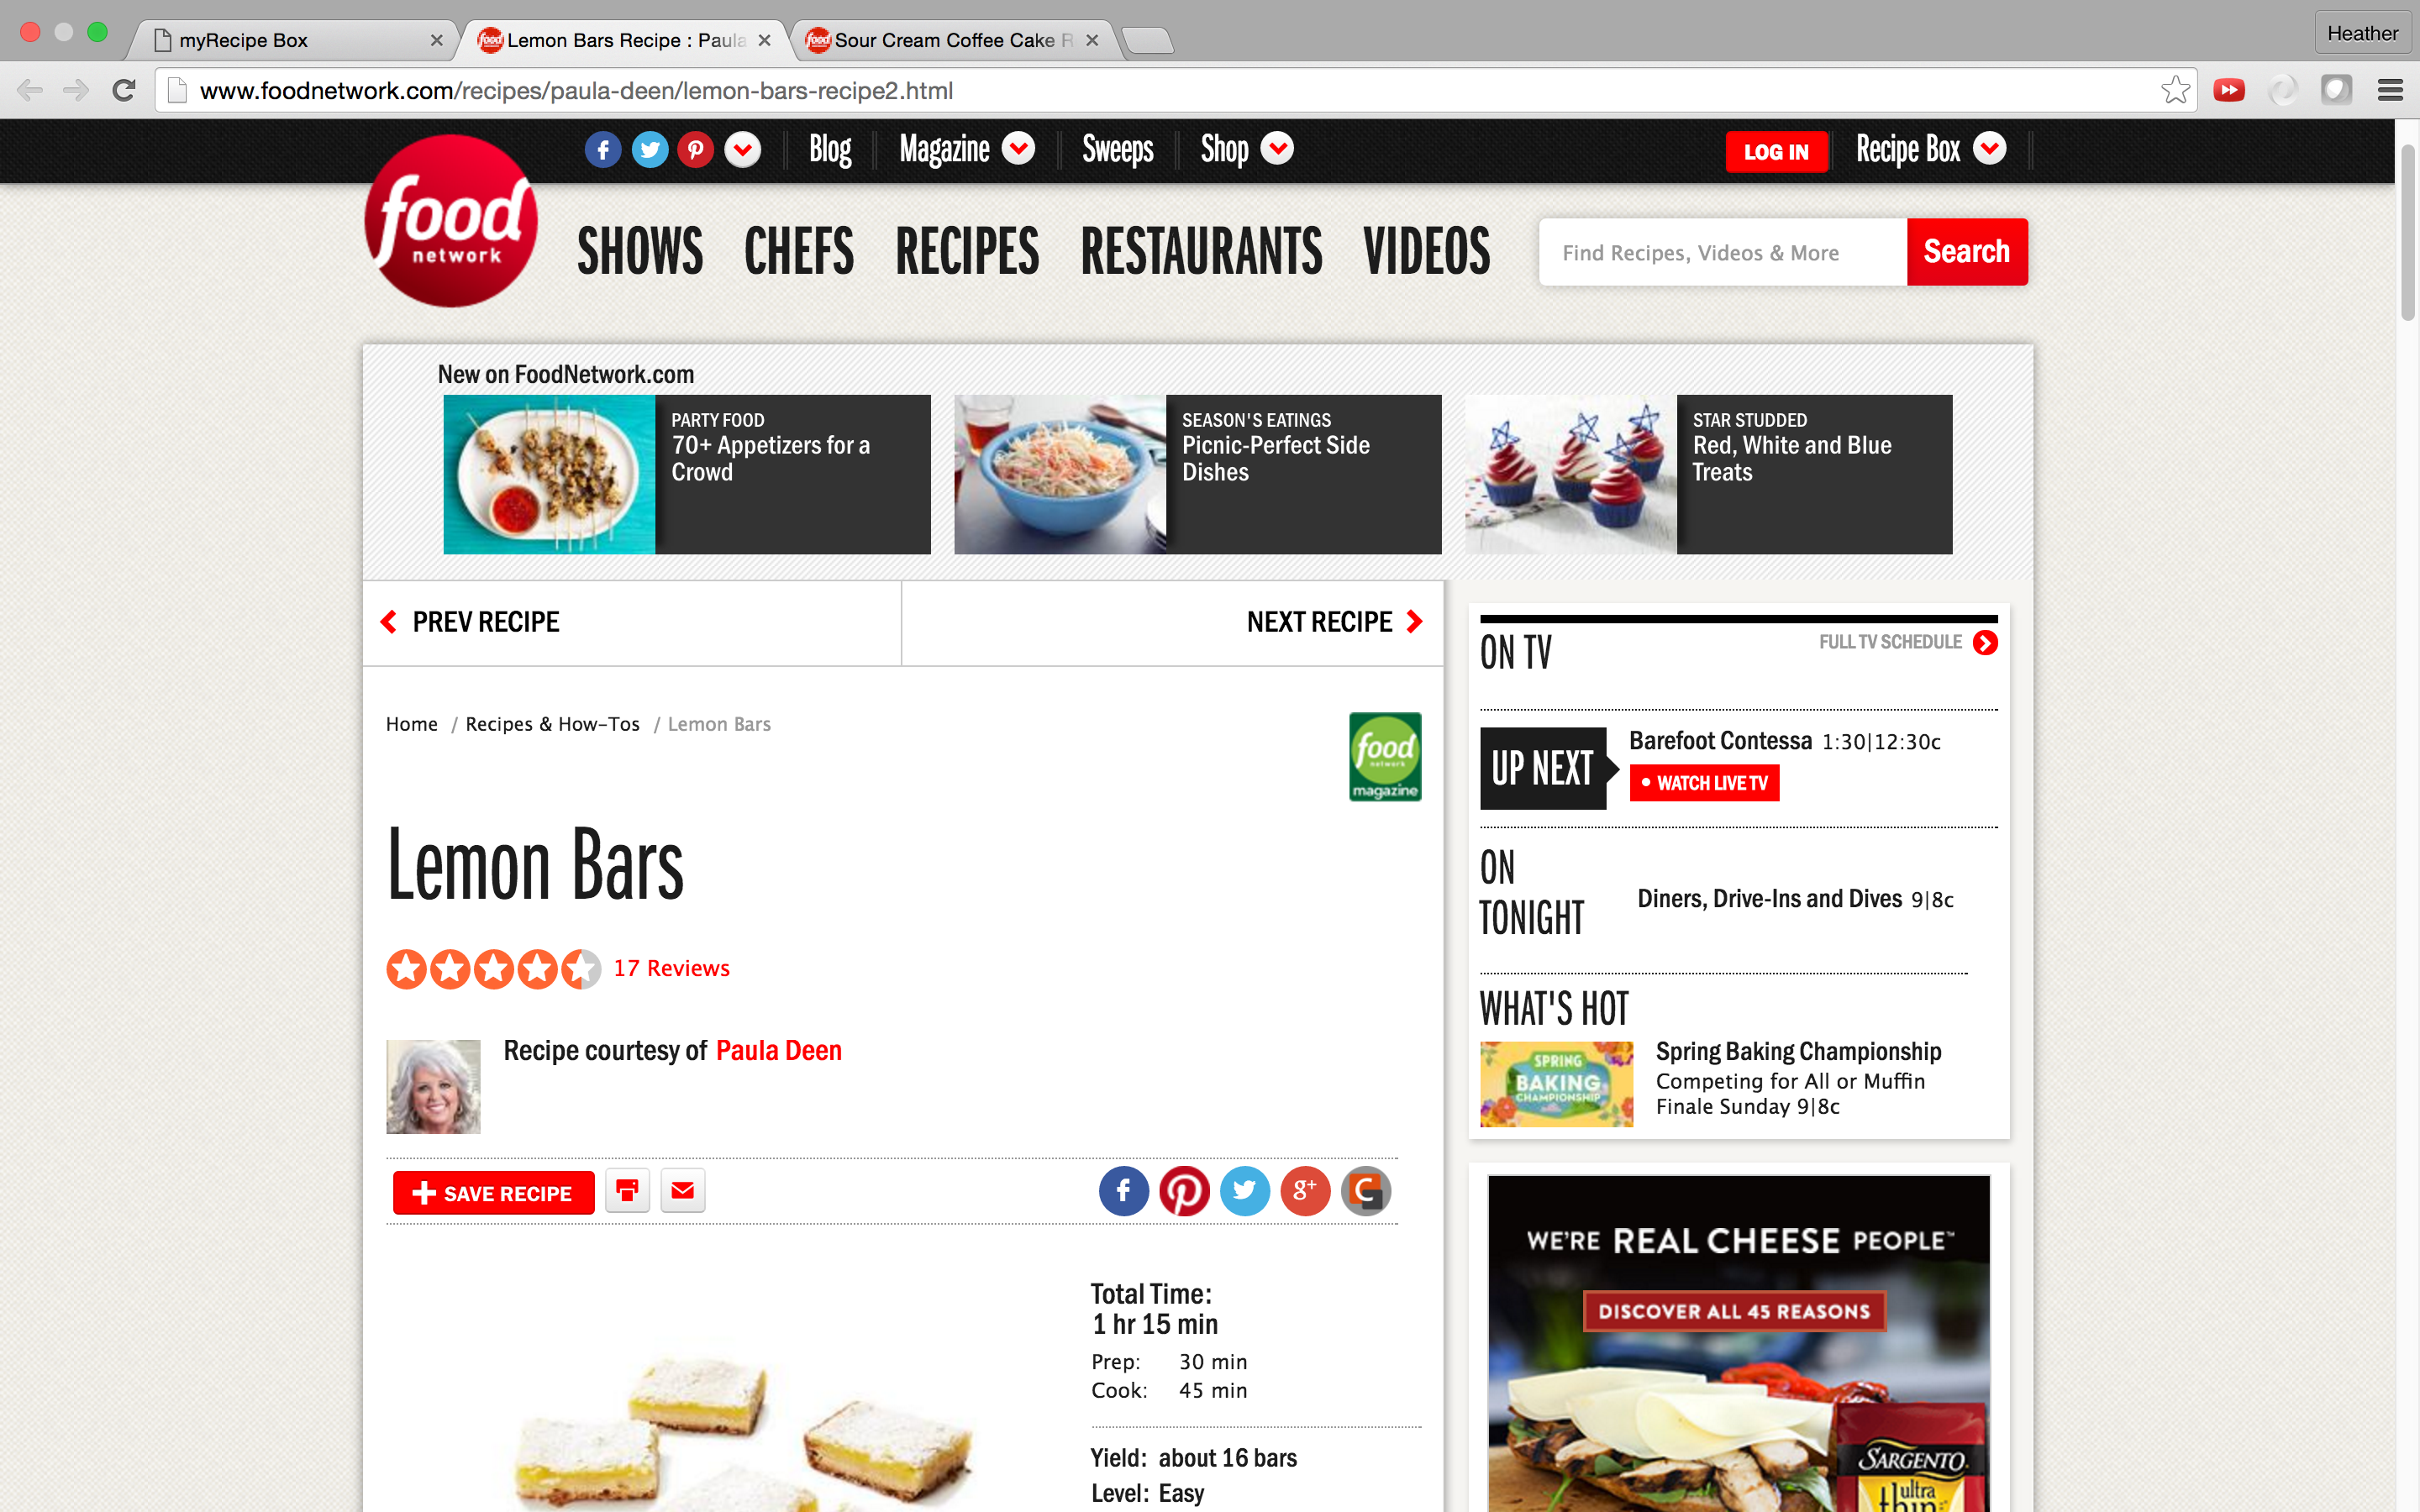 myRecipe Box
Lemon Bars Recipe : Paula
Sour Cream Coffee Cake R
Heather
www.foodnetwork.com/recipes/paula-deen/lemon-bars-recipe2.html
Blog
Magazine
Sweeps
Shop
LOG IN
Recipe Box
food
network
SHOWS
CHEFS
RECIPES
RESTAURANTS
VIDEOS
Find Recipes, Videos & More
Search
New on FoodNetwork.com
PARTY FOOD
70+ Appetizers for a
Crowd
SEASON'S EATINGS
Picnic-Perfect Side
Dishes
STAR STUDDED
Red, White and Blue
Treats
PREV RECIPE
NEXT RECIPE
Home / Recipes & How-Tos / Lemon Bars
food
network
magazine
Lemon Bars
17 Reviews
Recipe courtesy of Paula Deen
SAVE RECIPE
Total Time:
1 hr 15 min
Prep: 30 min
Cook: 45 min
Yield: about 16 bars
Level: Easy
ON TV
FULL TV SCHEDULE
UP NEXT
Barefoot Contessa 1:30|12:30c
• WATCH LIVE TV
ON
TONIGHT
Diners, Drive-Ins and Dives 9|8c
WHAT'S HOT
SPRING
BAKING
CHAMPIONSHIP
Spring Baking Championship
Competing for All or Muffin
Finale Sunday 9|8c
WE'RE REAL CHEESE PEOPLE™
DISCOVER ALL 45 REASONS
SARGENTO
ultra
thin